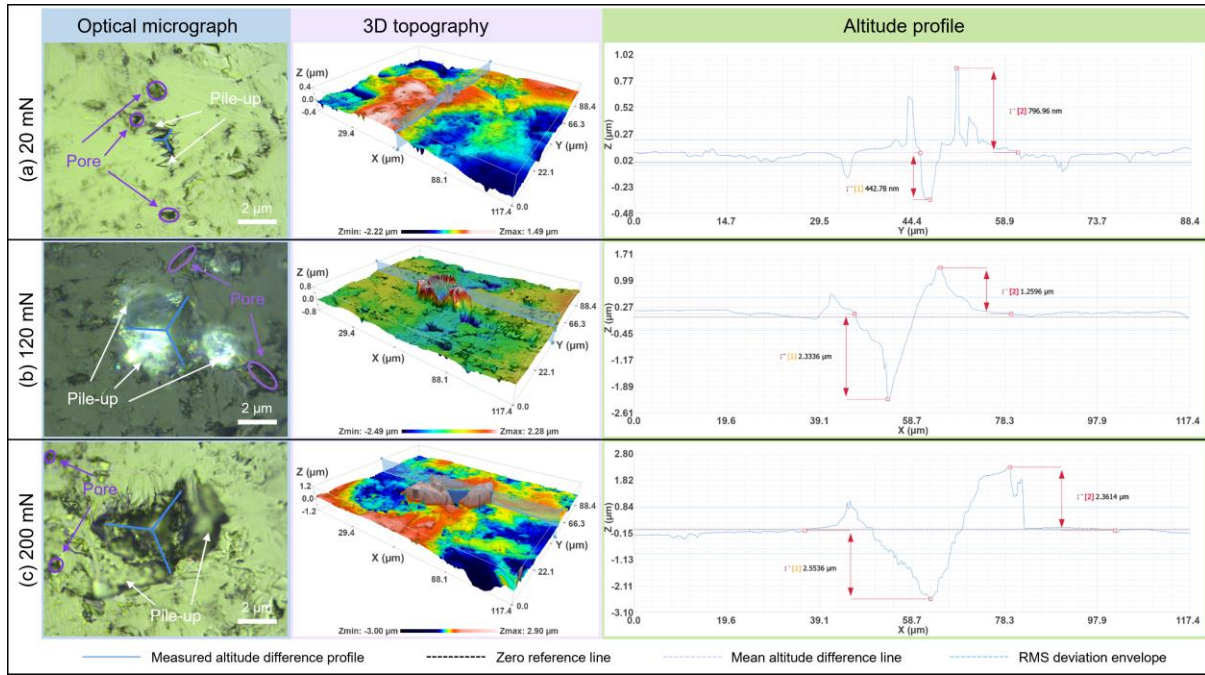 Optical micrograph
3D topography
Altitude profile
(a) 20 mN
Pile-up
Pore
2 µm
Z (µm)
0.4
0.0
-0.4
29.4
X (µm)
88.1
117.4
0.0
22.1
Y (µm)
66.3
88.4
Zmin: -2.22 µm
Zmax: 1.49 µm
Z (µm)
1.02
0.77
0.52
0.27
0.02
-0.23
-0.48
[2] 796.96 nm
[1] 442.78 nm
0.0 14.7 29.5 44.4 58.9 73.7 88.4
Y (µm)
(b) 120 mN
Pore
Pile-up
2 µm
Z (µm)
0.8
0.0
-0.8
29.4
X (µm)
88.1
117.4
0.0
22.1
Y (µm)
66.3
88.4
Zmin: -2.49 µm
Zmax: 2.28 µm
Z (µm)
1.71
0.99
0.27
-0.45
-1.17
-1.89
-2.61
[2] 1.2596 µm
[1] 2.3336 µm
0.0 19.6 39.1 58.7 78.3 97.9 117.4
X (µm)
(c) 200 mN
Pore
Pile-up
2 µm
Z (µm)
1.2
0.0
-1.2
29.4
X (µm)
88.1
117.4
0.0
22.1
Y (µm)
66.3
88.4
Zmin: -3.00 µm
Zmax: 2.90 µm
Z (µm)
2.80
1.82
0.84
-0.15
-1.13
-2.11
-3.10
[2] 2.3614 µm
[1] 2.5536 µm
0.0 19.6 39.1 58.7 78.3 97.9 117.4
X (µm)
Measured altitude difference profile
Zero reference line
Mean altitude difference line
RMS deviation envelope